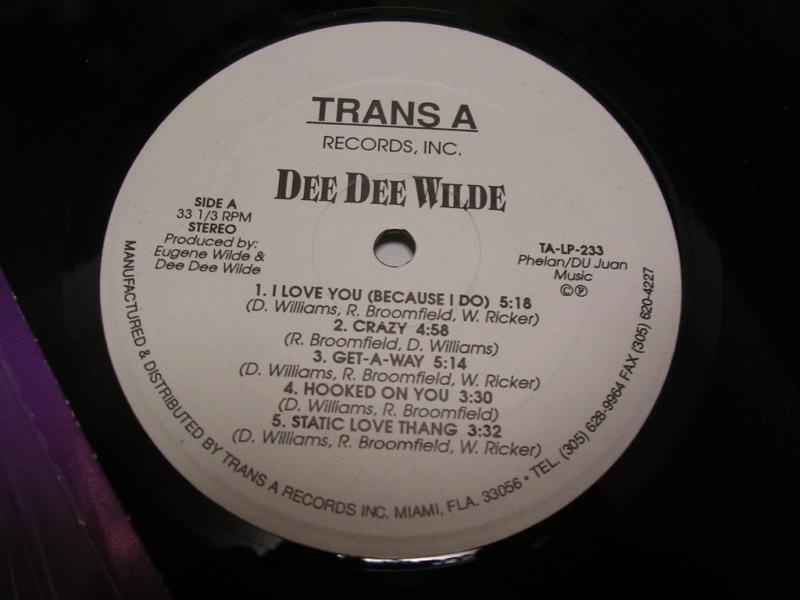 TRANS A
RECORDS, INC.
DEE DEE WILDE
SIDE A
33 1/3 RPM
STEREO
Produced by:
Eugene Wilde &
Dee Dee Wilde
TA-LP-233
Phelan/DU Juan
Music
©℗
1. I LOVE YOU (BECAUSE I DO) 5:18
(D. Williams, R. Broomfield, W. Ricker)
2. CRAZY 4:58
(R. Broomfield, D. Williams)
3. GET-A-WAY 5:14
(D. Williams, R. Broomfield, W. Ricker)
4. HOOKED ON YOU 3:30
(D. Williams, R. Broomfield)
5. STATIC LOVE THANG 3:32
(D. Williams, R. Broomfield, W. Ricker)
MANUFACTURED & DISTRIBUTED BY TRANS A RECORDS INC. MIAMI, FLA. 33056 • TEL. (305) 628-9964 FAX (305) 620-4227